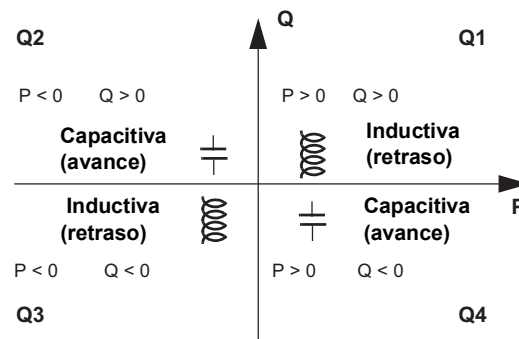 Q2
Q
Q1
P < 0 Q > 0
P > 0 Q > 0
Capacitiva
(avance)
Inductiva
(retraso)
P
Inductiva
(retraso)
Capacitiva
(avance)
P < 0 Q < 0
P > 0 Q < 0
Q3
Q4